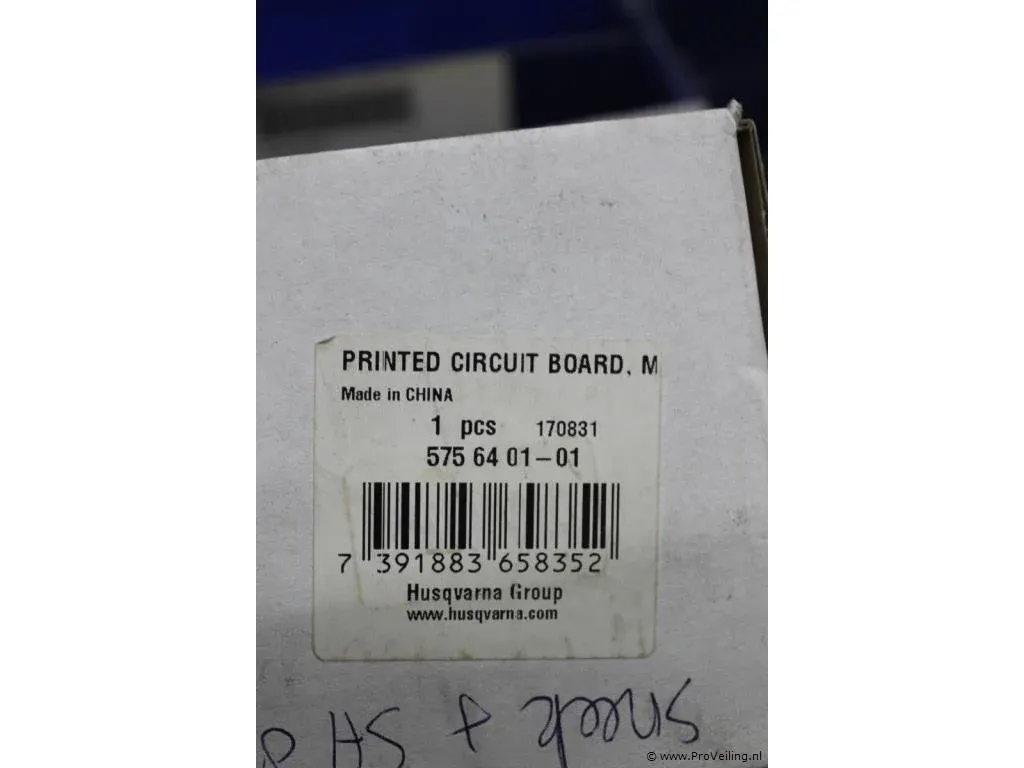 PRINTED CIRCUIT BOARD, M
Made in CHINA
1 pcs 170831
575 64 01-01
7 391883 658352
Husqvarna Group
www.husqvarna.com
© www.ProVeiling.nl